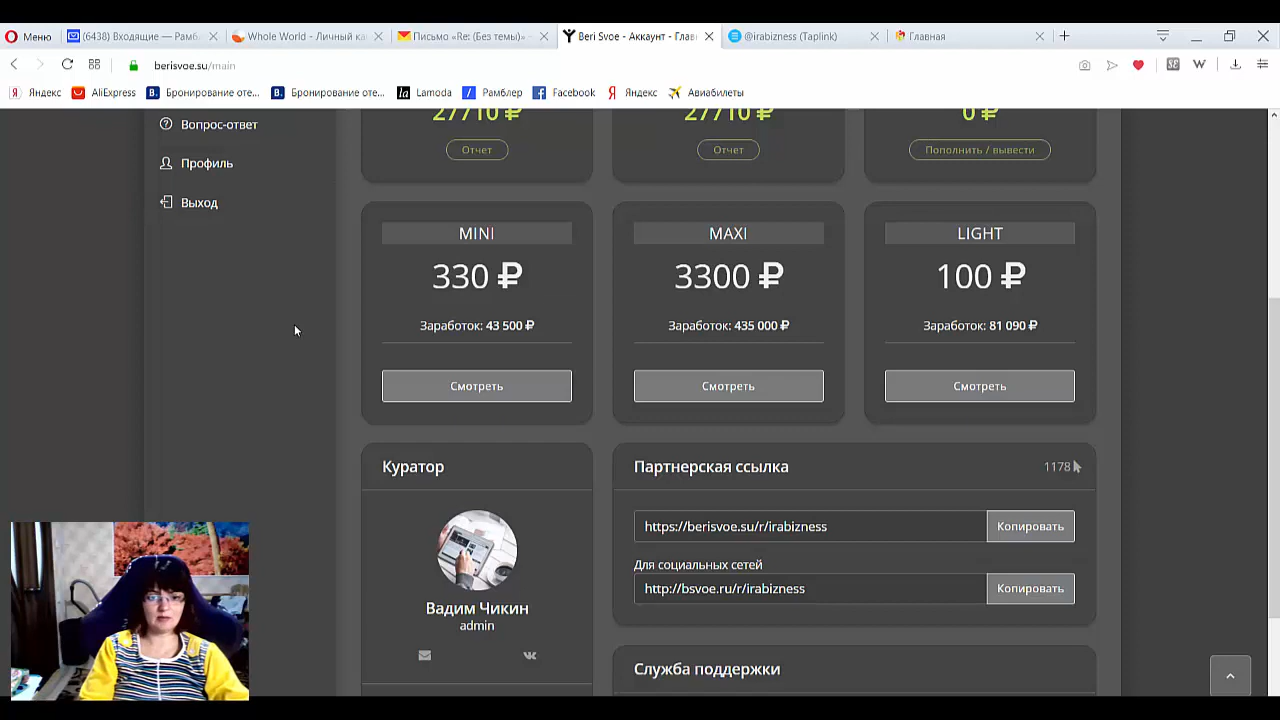 Меню
(6438) Входящие — Рамб.
Whole World - Личный ка
Письмо «Re: (Без темы)»
Beri Svoe - Аккаунт - Глав
@irabizness (Taplink)
Главная
berisvoe.su/main
Яндекс
AliExpress
Бронирование оте...
Бронирование оте...
Lamoda
Рамблер
Facebook
Яндекс
Авиабилеты
Вопрос-ответ
Профиль
Выход
27710 ₽
27710 ₽
0 ₽
Отчет
Отчет
Пополнить / вывести
MINI
330 ₽
Заработок: 43 500 ₽
Смотреть
MAXI
3300 ₽
Заработок: 435 000 ₽
Смотреть
LIGHT
100 ₽
Заработок: 81 090 ₽
Смотреть
Куратор
Вадим Чикин
admin
Партнерская ссылка
1178
https://berisvoe.su/r/irabizness
Копировать
Для социальных сетей
http://bsvoe.ru/r/irabizness
Копировать
Служба поддержки